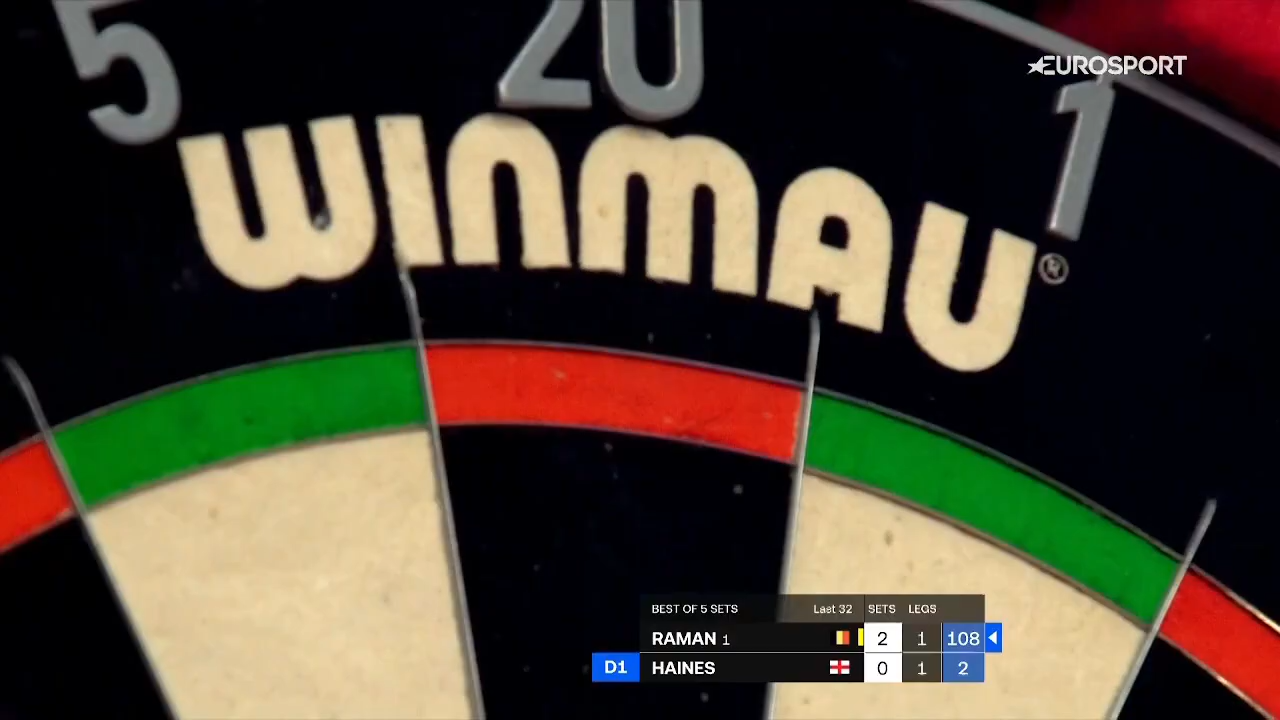 5 20 1
EUROSPORT
WINMAU®
BEST OF 5 SETS Last 32 SETS LEGS
RAMAN 1 2 1 108
D1 HAINES 0 1 2